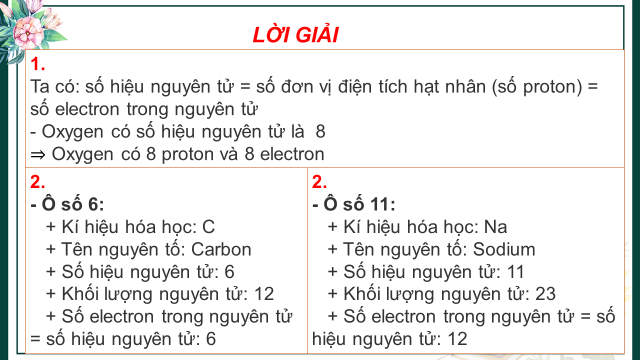 LỜI GIẢI
1.
Ta có: số hiệu nguyên tử = số đơn vị điện tích hạt nhân (số proton) =
số electron trong nguyên tử
- Oxygen có số hiệu nguyên tử là 8
⇒ Oxygen có 8 proton và 8 electron
2.
- Ô số 6:
+ Kí hiệu hóa học: C
+ Tên nguyên tố: Carbon
+ Số hiệu nguyên tử: 6
+ Khối lượng nguyên tử: 12
+ Số electron trong nguyên tử
= số hiệu nguyên tử: 6
2.
- Ô số 11:
+ Kí hiệu hóa học: Na
+ Tên nguyên tố: Sodium
+ Số hiệu nguyên tử: 11
+ Khối lượng nguyên tử: 23
+ Số electron trong nguyên tử = số
hiệu nguyên tử: 12